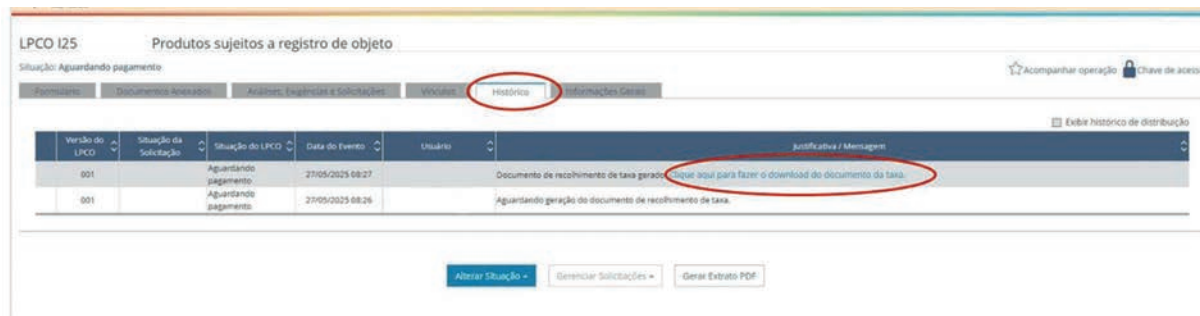 LPCO I25 Produtos sujeitos a registro de objeto
Situação: Aguardando pagamento
Acompanhar operação Chave de acess
Formulário Documentos Anexados Análises, Exigências e Solicitações Vínculos Histórico Informações Gerais
Exibir histórico de distribuição
Versão do LPCO Situação da Solicitação Situação do LPCO Data do Evento Usuário Justificativa / Mensagem
001 Aguardando pagamento 27/05/2025 08:27 Documento de recolhimento de taxa gerado. Clique aqui para fazer o download do documento da taxa.
001 Aguardando pagamento 27/05/2025 08:26 Aguardando geração do documento de recolhimento de taxa.
Alterar Situação Gerenciar Solicitações Gerar Extrato PDF